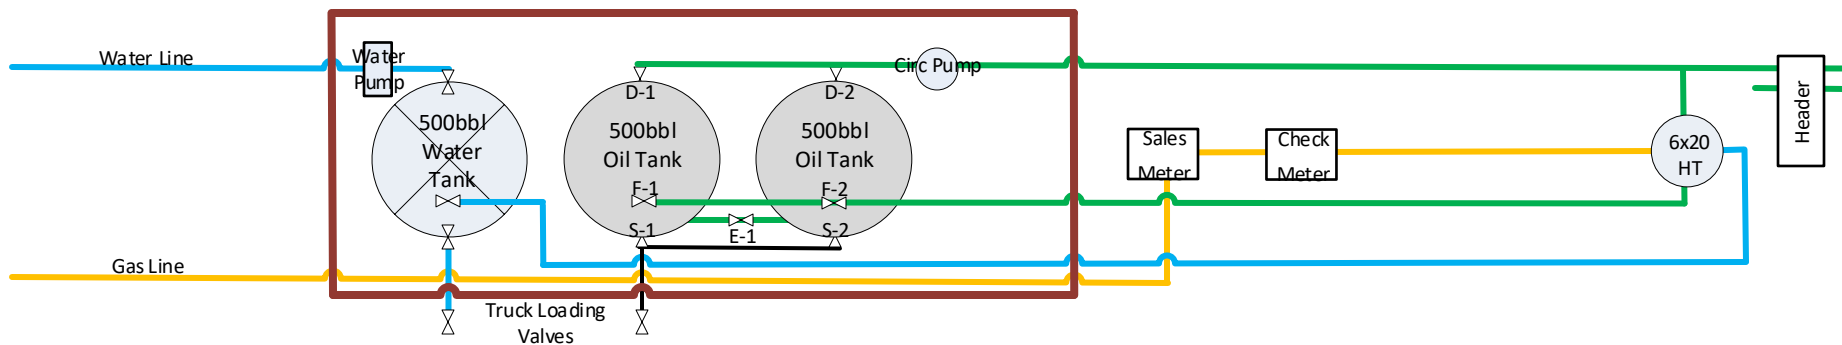 Water Line
Water
Pump
500bbl
Water
Tank
D-1
500bbl
Oil Tank
F-1
S-1
E-1
D-2
500bbl
Oil Tank
F-2
S-2
Circ Pump
Sales
Meter
Check
Meter
6x20
HT
Header
Gas Line
Truck Loading
Valves